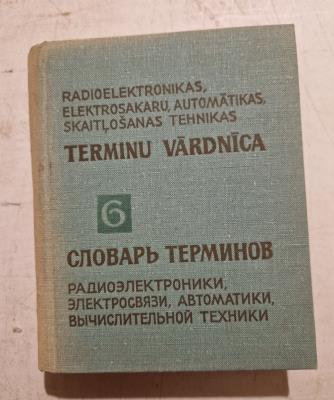 RADIOELEKTRONIKAS,
ELEKTROSAKARU, AUTOMĀTIKAS,
SKAITĻOŠANAS TEHNIKAS
TERMINU VĀRDNĪCA
6
СЛОВАРЬ ТЕРМИНОВ
РАДИОЭЛЕКТРОНИКИ,
ЭЛЕКТРОСВЯЗИ, АВТОМАТИКИ,
ВЫЧИСЛИТЕЛЬНОЙ ТЕХНИКИ